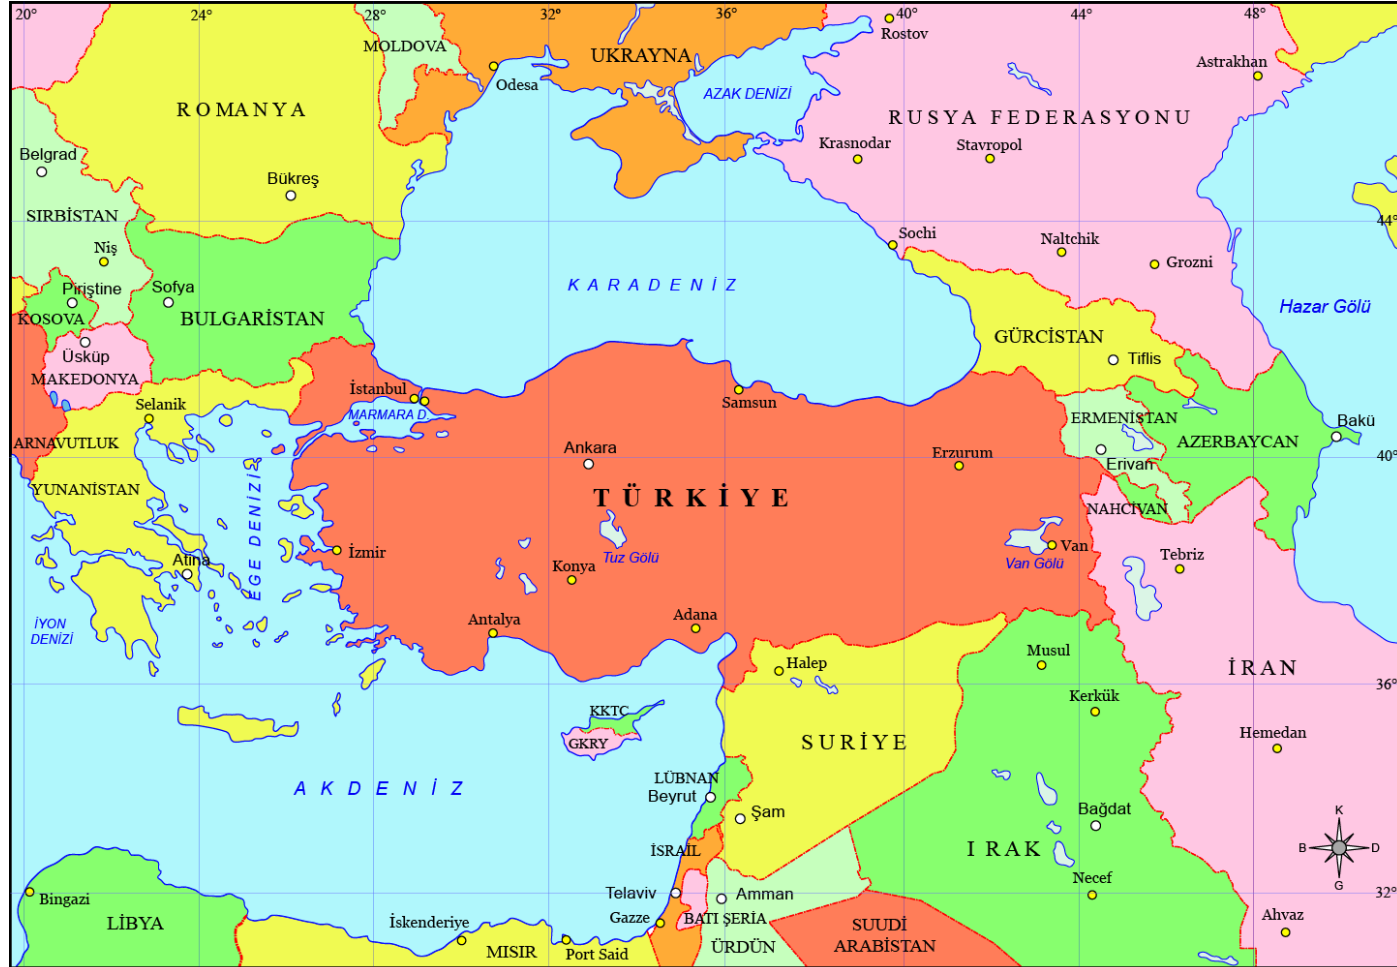 20° 24° 28° 32° 36° 40° 44° 48°
Rostov
MOLDOVA
UKRAYNA
Astrakhan
Odesa
AZAK DENİZİ
ROMANYA
RUSYA FEDERASYONU
Krasnodar
Stavropol
Belgrad
Bükreş
SIRBİSTAN
44°
Sochi
Naltchik
Niş
Grozni
Piriştine
Sofya
KARADENİZ
Hazar Gölü
KOSOVA
BULGARİSTAN
GÜRCİSTAN
Üsküp
Tiflis
MAKEDONYA
İstanbul
Selanik
MARMARA D.
Samsun
ERMENİSTAN
Bakü
ARNAVUTLUK
AZERBAYCAN
Ankara
Erzurum
Erivan
40°
YUNANİSTAN
TÜRKİYE
NAHCİVAN
EGE DENİZİ
İzmir
Tuz Gölü
Van
Tebriz
Atina
Konya
Van Gölü
İYON
DENİZİ
Antalya
Adana
Musul
Halep
İRAN
36°
Kerkük
KKTC
GKRY
SURİYE
Hemedan
LÜBNAN
AKDENİZ
Beyrut
Şam
Bağdat
K
B D
G
İSRAİL
IRAK
Necef
Telaviv
Amman
32°
Bingazi
Gazze
BATI ŞERİA
Ahvaz
LİBYA
İskenderiye
SUUDİ
ARABİSTAN
MISIR
Port Said
ÜRDÜN